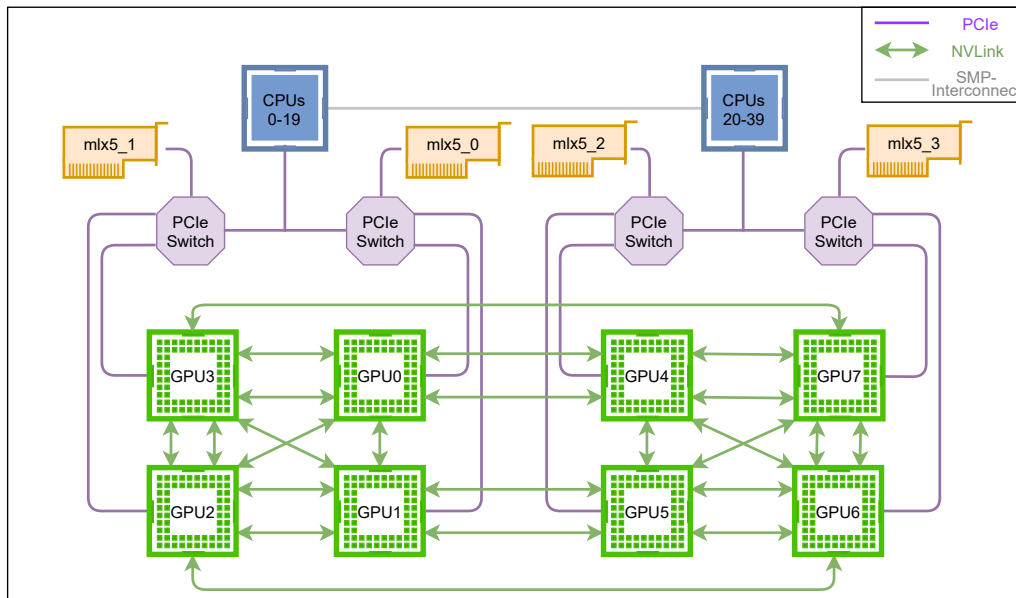 PCIe
NVLink
SMP-
Interconnect
CPUs
0-19
CPUs
20-39
mlx5_1
mlx5_0
mlx5_2
mlx5_3
PCIe
Switch
PCIe
Switch
PCIe
Switch
PCIe
Switch
GPU3
GPU0
GPU4
GPU7
GPU2
GPU1
GPU5
GPU6